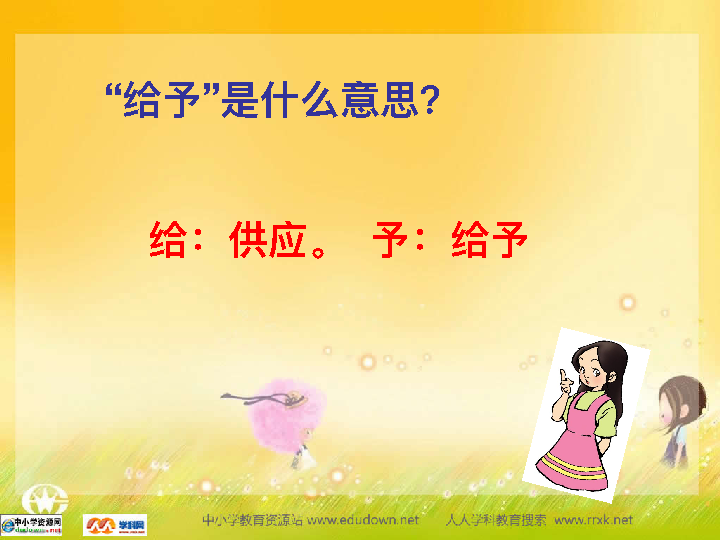 “给予”是什么意思?
给：供应。 予：给予
中小学资源网
学科网
中小学教育资源站 www.edudown.net 人人学科教育搜索 www.rrxk.net